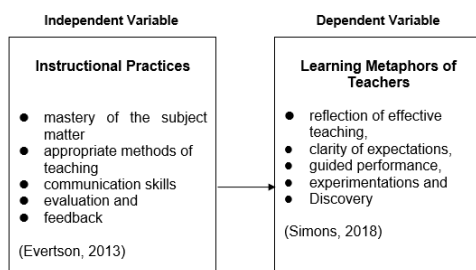 Independent Variable
Instructional Practices
● mastery of the subject
matter
● appropriate methods of
teaching
● communication skills
● evaluation and
● feedback
(Evertson, 2013)
Dependent Variable
Learning Metaphors of
Teachers
● reflection of effective
teaching,
● clarity of expectations,
● guided performance,
● experimentations and
● Discovery
(Simons, 2018)